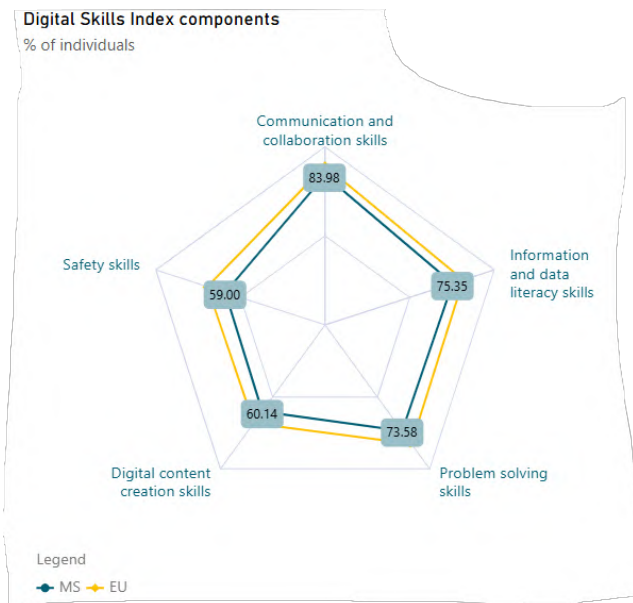 Digital Skills Index components
% of individuals
Communication and
collaboration skills
83.98
Safety skills
59.00
Information
and data
literacy skills
75.35
60.14
73.58
Digital content
creation skills
Problem solving
skills
Legend
MS EU